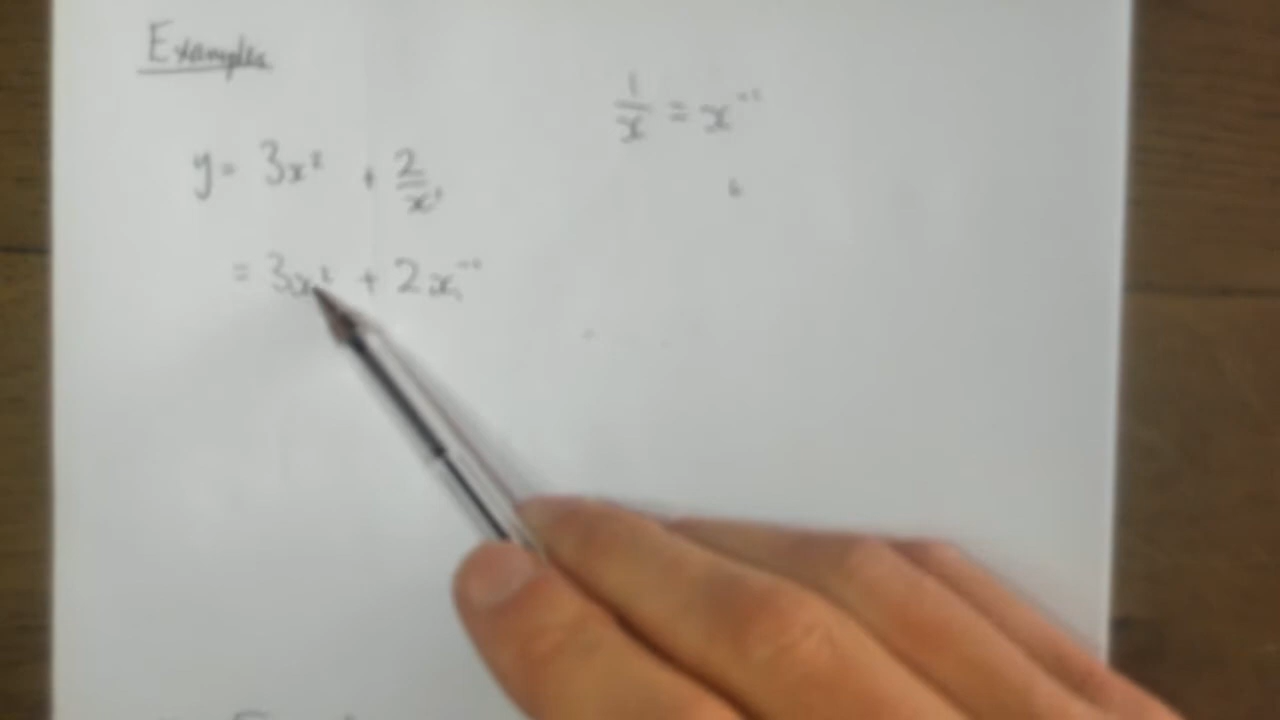 Examples
1/x = x⁻¹
y = 3x² + 2/x¹
= 3x² + 2x⁻¹